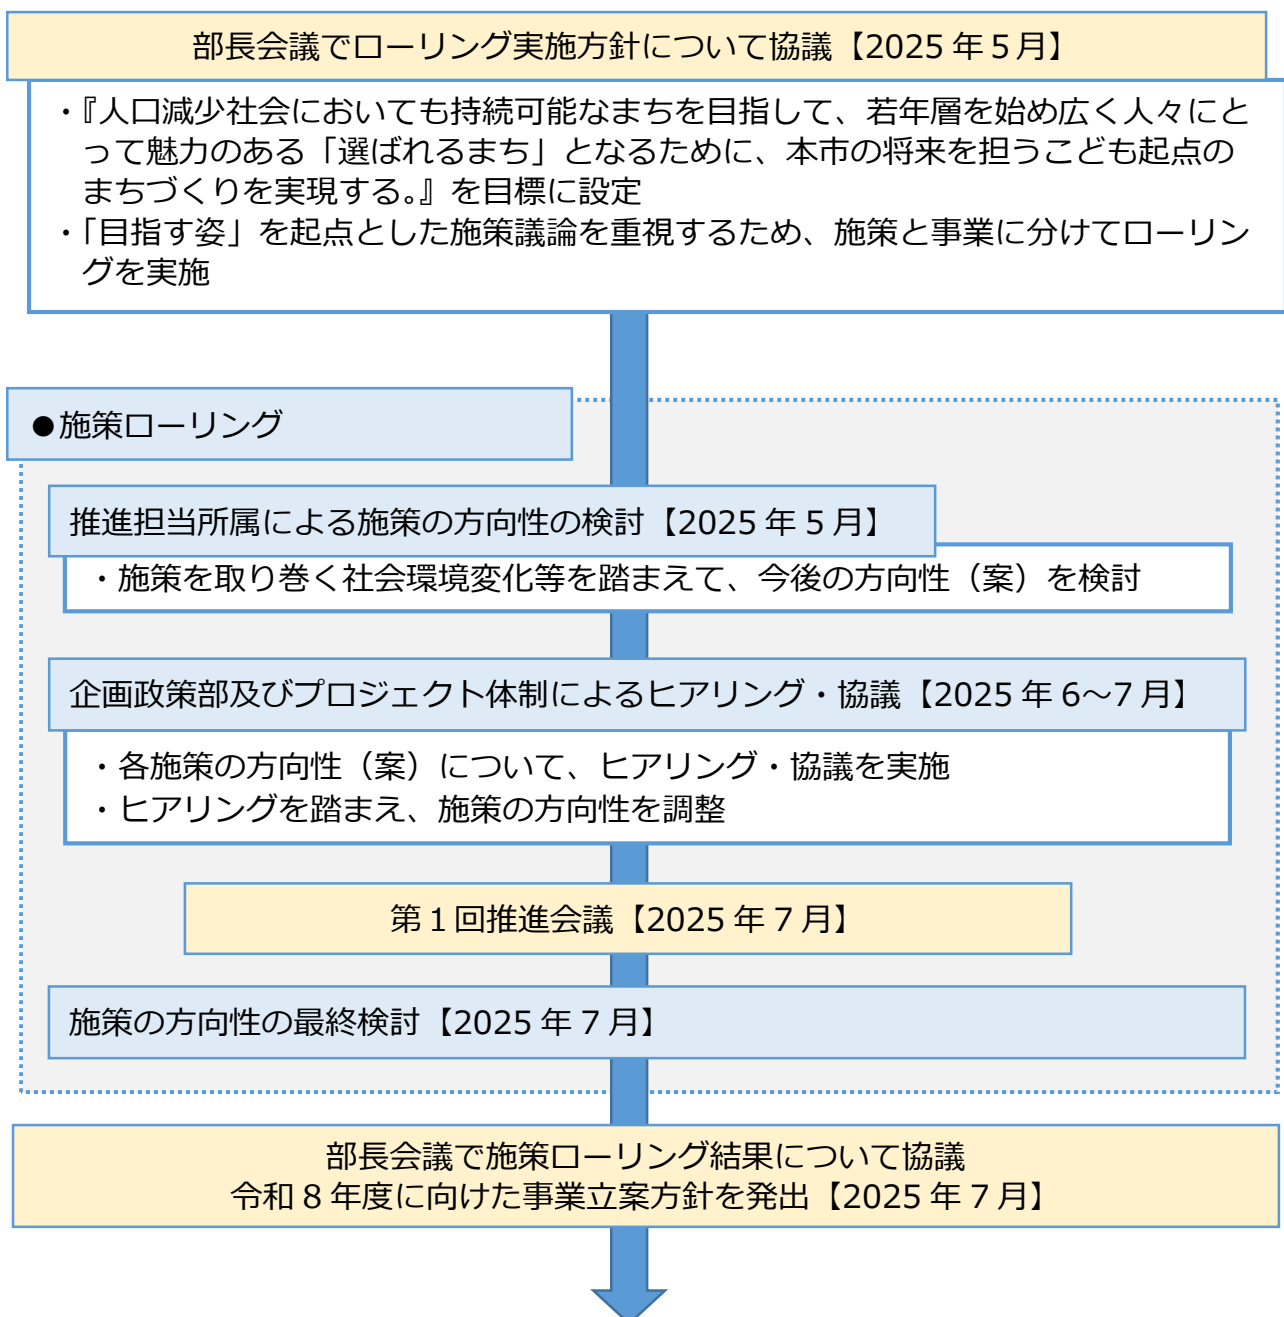 部長会議でローリング実施方針について協議【2025年5月】
・『人口減少社会においても持続可能なまちを目指して、若年層を始め広く人々にと
って魅力のある「選ばれるまち」となるために、本市の将来を担うこども起点の
まちづくりを実現する。』を目標に設定
・「目指す姿」を起点とした施策議論を重視するため、施策と事業に分けてローリン
グを実施
●施策ローリング
推進担当所属による施策の方向性の検討【2025年5月】
・施策を取り巻く社会環境変化等を踏まえて、今後の方向性（案）を検討
企画政策部及びプロジェクト体制によるヒアリング・協議【2025年6～7月】
・各施策の方向性（案）について、ヒアリング・協議を実施
・ヒアリングを踏まえ、施策の方向性を調整
第１回推進会議【2025年７月】
施策の方向性の最終検討【2025年７月】
部長会議で施策ローリング結果について協議
令和８年度に向けた事業立案方針を発出【2025年７月】